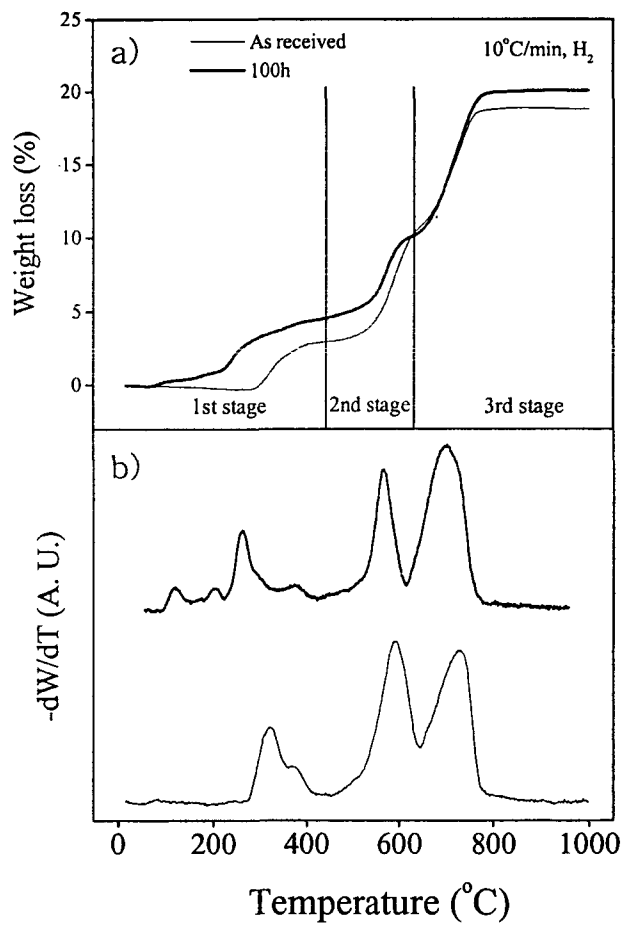 25
a)
As received
10°C/min, H₂
100h
20
15
10
5
0
Weight loss (%)
1st stage
2nd stage
3rd stage
b)
-dW/dT (A. U.)
0
200
400
600
800
1000
Temperature (°C)